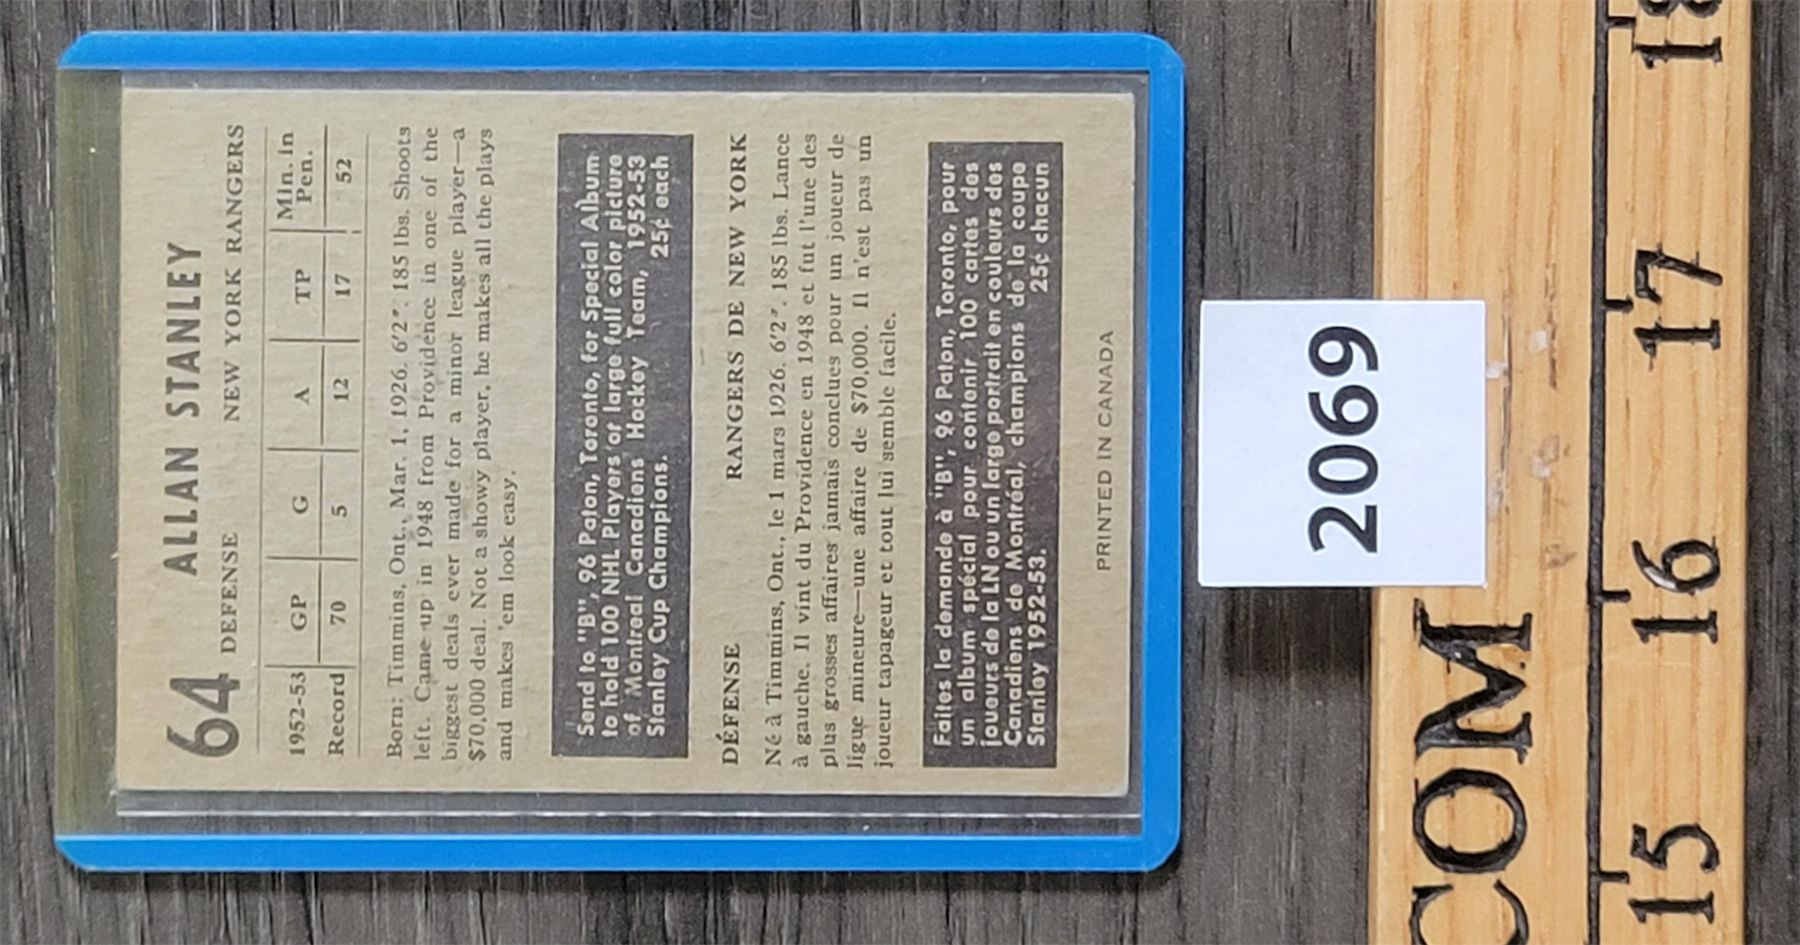 64 ALLAN STANLEY
DEFENSE NEW YORK RANGERS
1952-53 GP G A TP Min. in Pen.
Record 70 5 12 17 52
Born: Timmins, Ont., Mar. 1, 1926. 6'2". 185 lbs. Shoots
left. Came up in 1948 from Providence in one of the
biggest deals ever made for a minor league player—a
$70,000 deal. Not a showy player, he makes all the plays
and makes 'em look easy.
Send to "B", 96 Paton, Toronto, for Special Album
to hold 100 NHL Players or large full color picture
of Montreal Canadiens Hockey Team, 1952-53
Stanley Cup Champions. 25¢ each
DÉFENSE RANGERS DE NEW YORK
Né à Timmins, Ont., le 1 mars 1926. 6'2". 185 lbs. Lance
à gauche. Il vint du Providence en 1948 et fut l'une des
plus grosses affaires jamais conclues pour un joueur de
ligue mineure—une affaire de $70,000. Il n'est pas un
joueur tapageur et tout lui semble facile.
Faites la demande à "B", 96 Paton, Toronto, pour
un album spécial pour contenir 100 cartes des
joueurs de la LN ou un large portrait en couleurs des
Canadiens de Montréal, champions de la coupe
Stanley 1952-53. 25¢ chacun
PRINTED IN CANADA
2069
COM
15 16 17 18